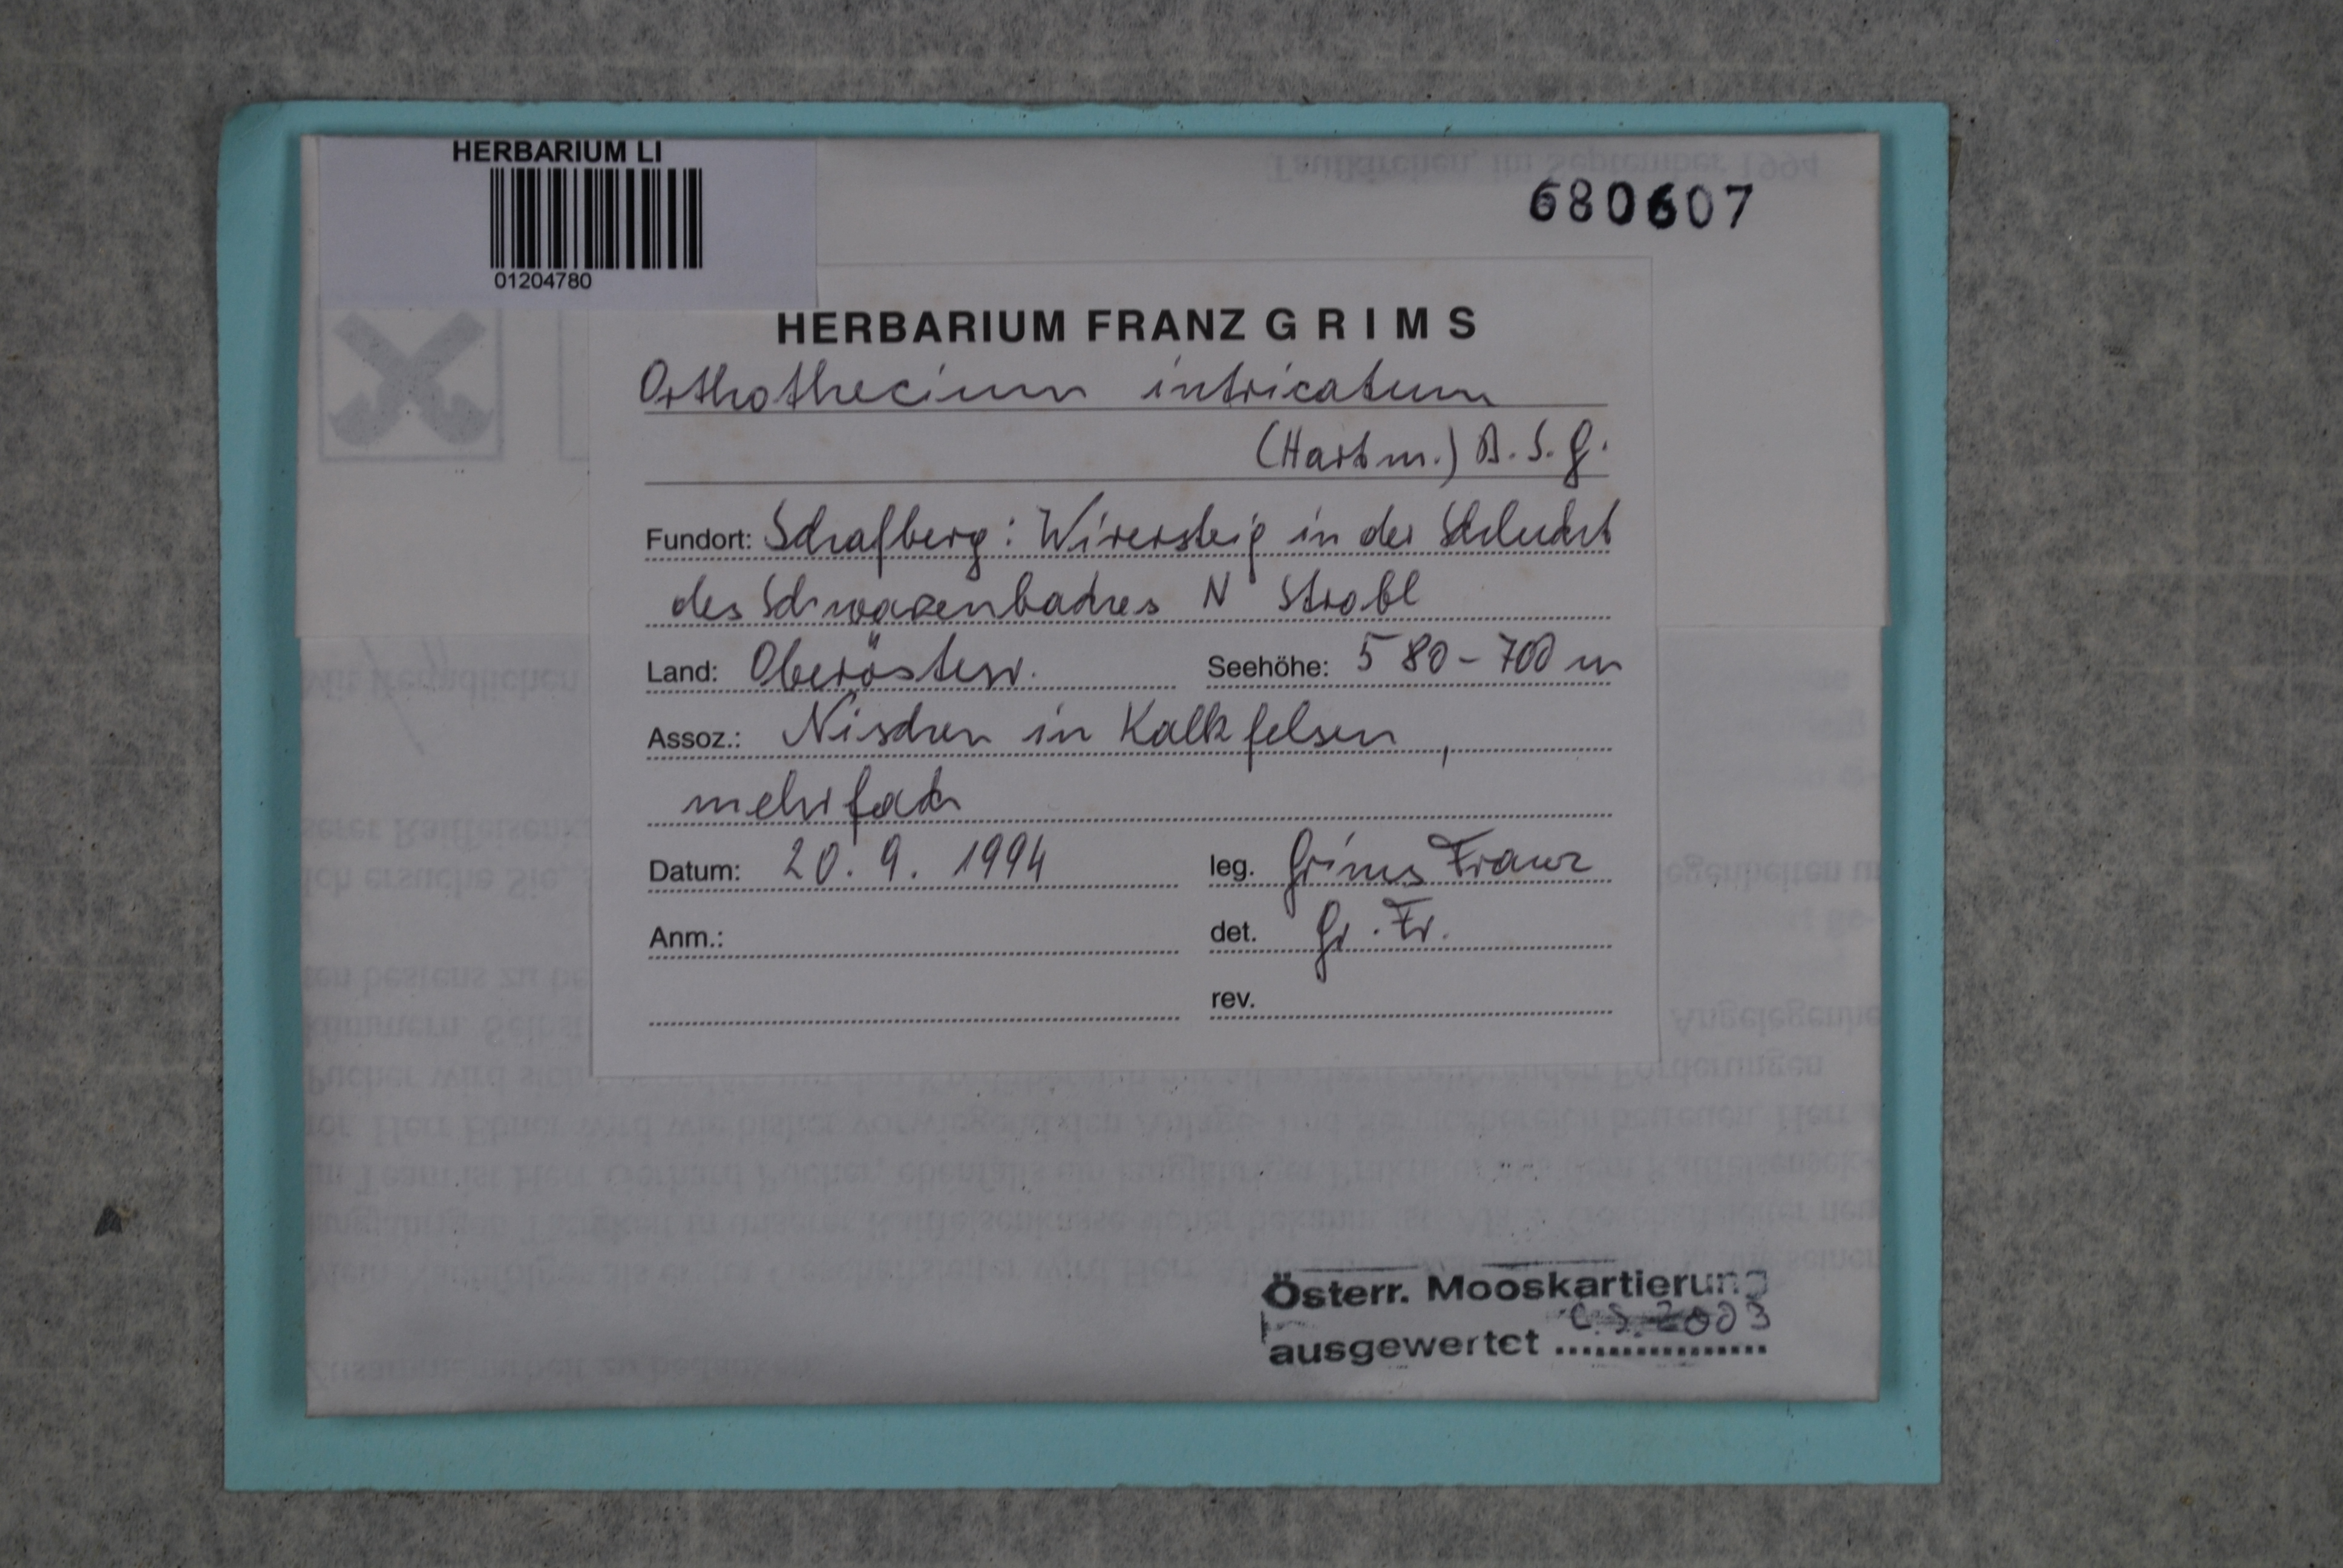 HERBARIUM LI
01204780
680607
HERBARIUM FRANZ GRIMS
Orthothecium intricatum
(Hartm.) B.S.G.
Fundort: Schafberg: Wirersteig in der Schlucht
des Schwarzenbaches N Strobl
Land: Oberösterr. Seehöhe: 580-700 m
Assoz.: Nischen in Kalkfelsen,
mehrfach
Datum: 20.9.1994 leg. Grims Franz
Anm.: det. Gr. Fr.
rev.
Österr. Mooskartierung
C.S. 2003
ausgewertet